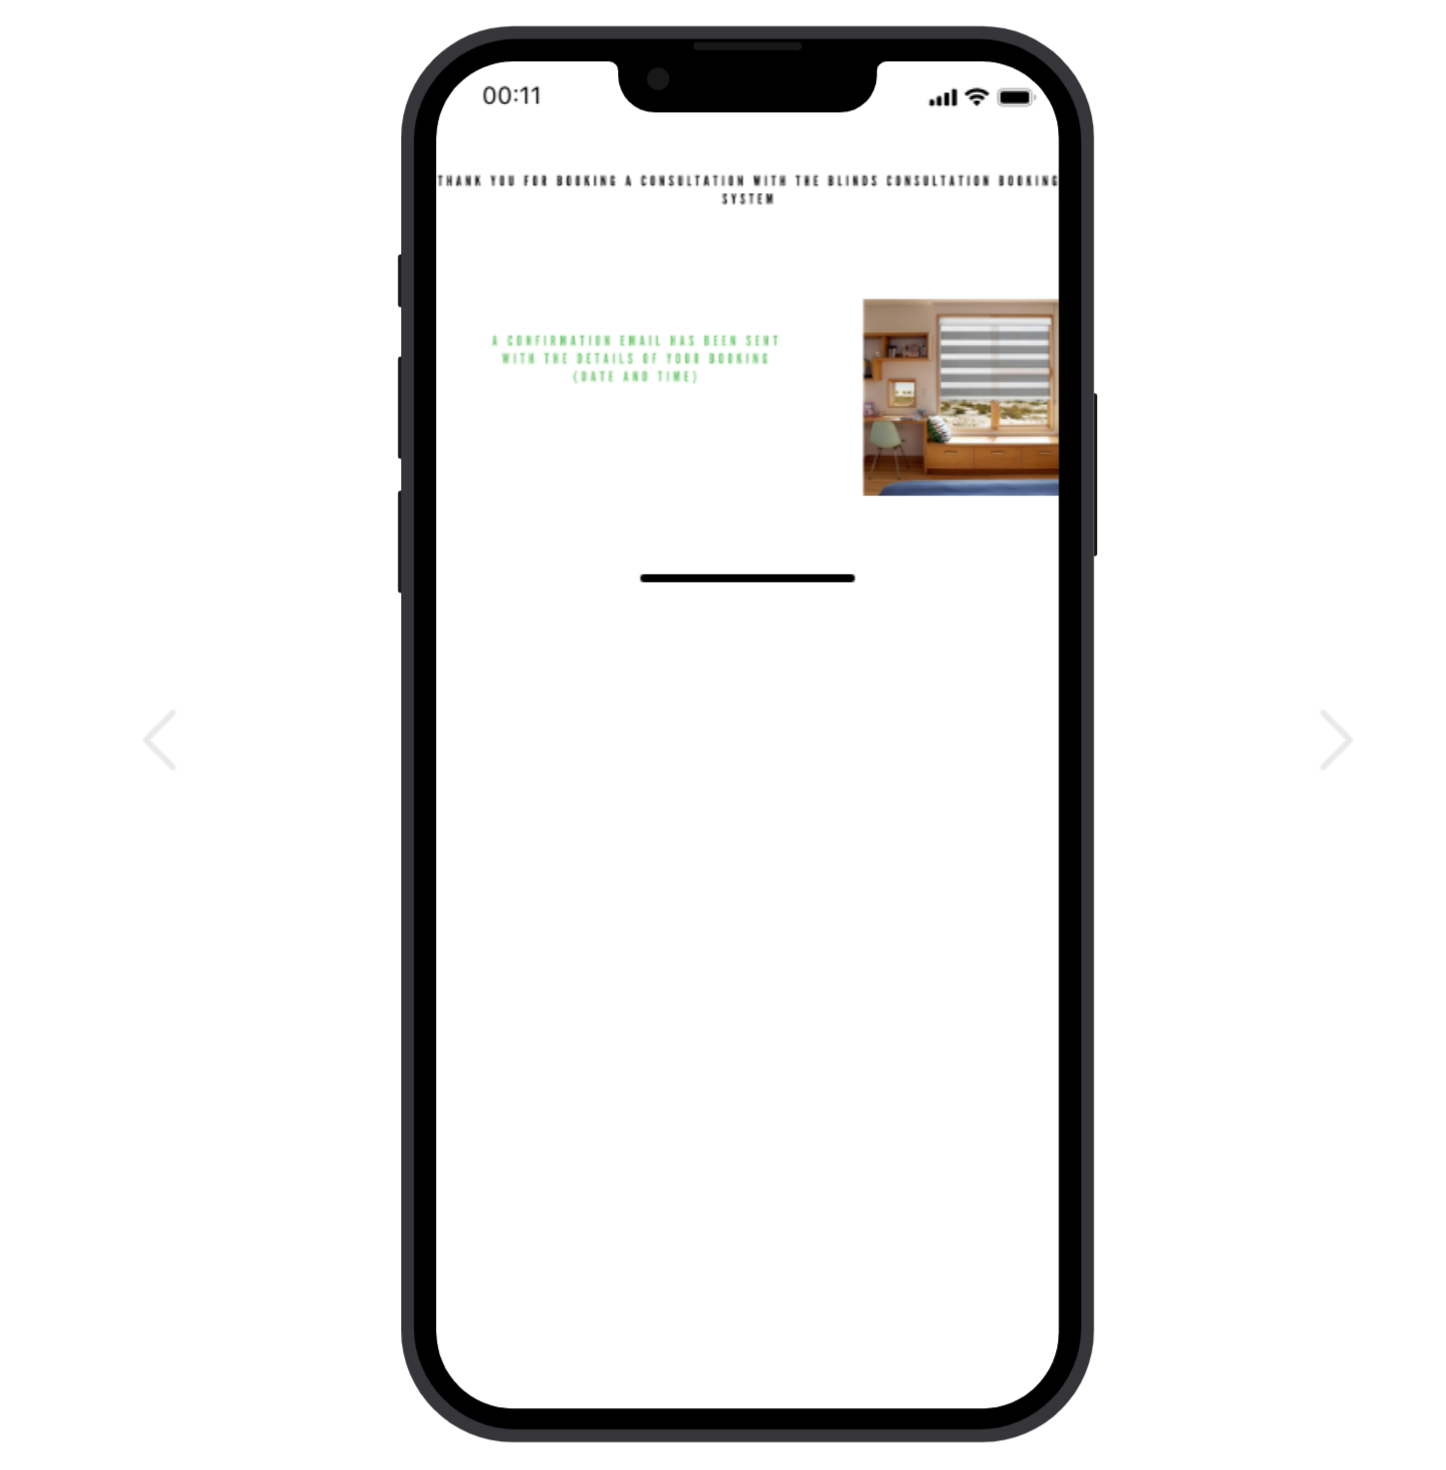 00:11
THANK YOU FOR BOOKING A CONSULTATION WITH THE BLINDS CONSULTATION BOOKING
SYSTEM
A CONFIRMATION EMAIL HAS BEEN SENT
WITH THE DETAILS OF YOUR BOOKING
(DATE AND TIME)